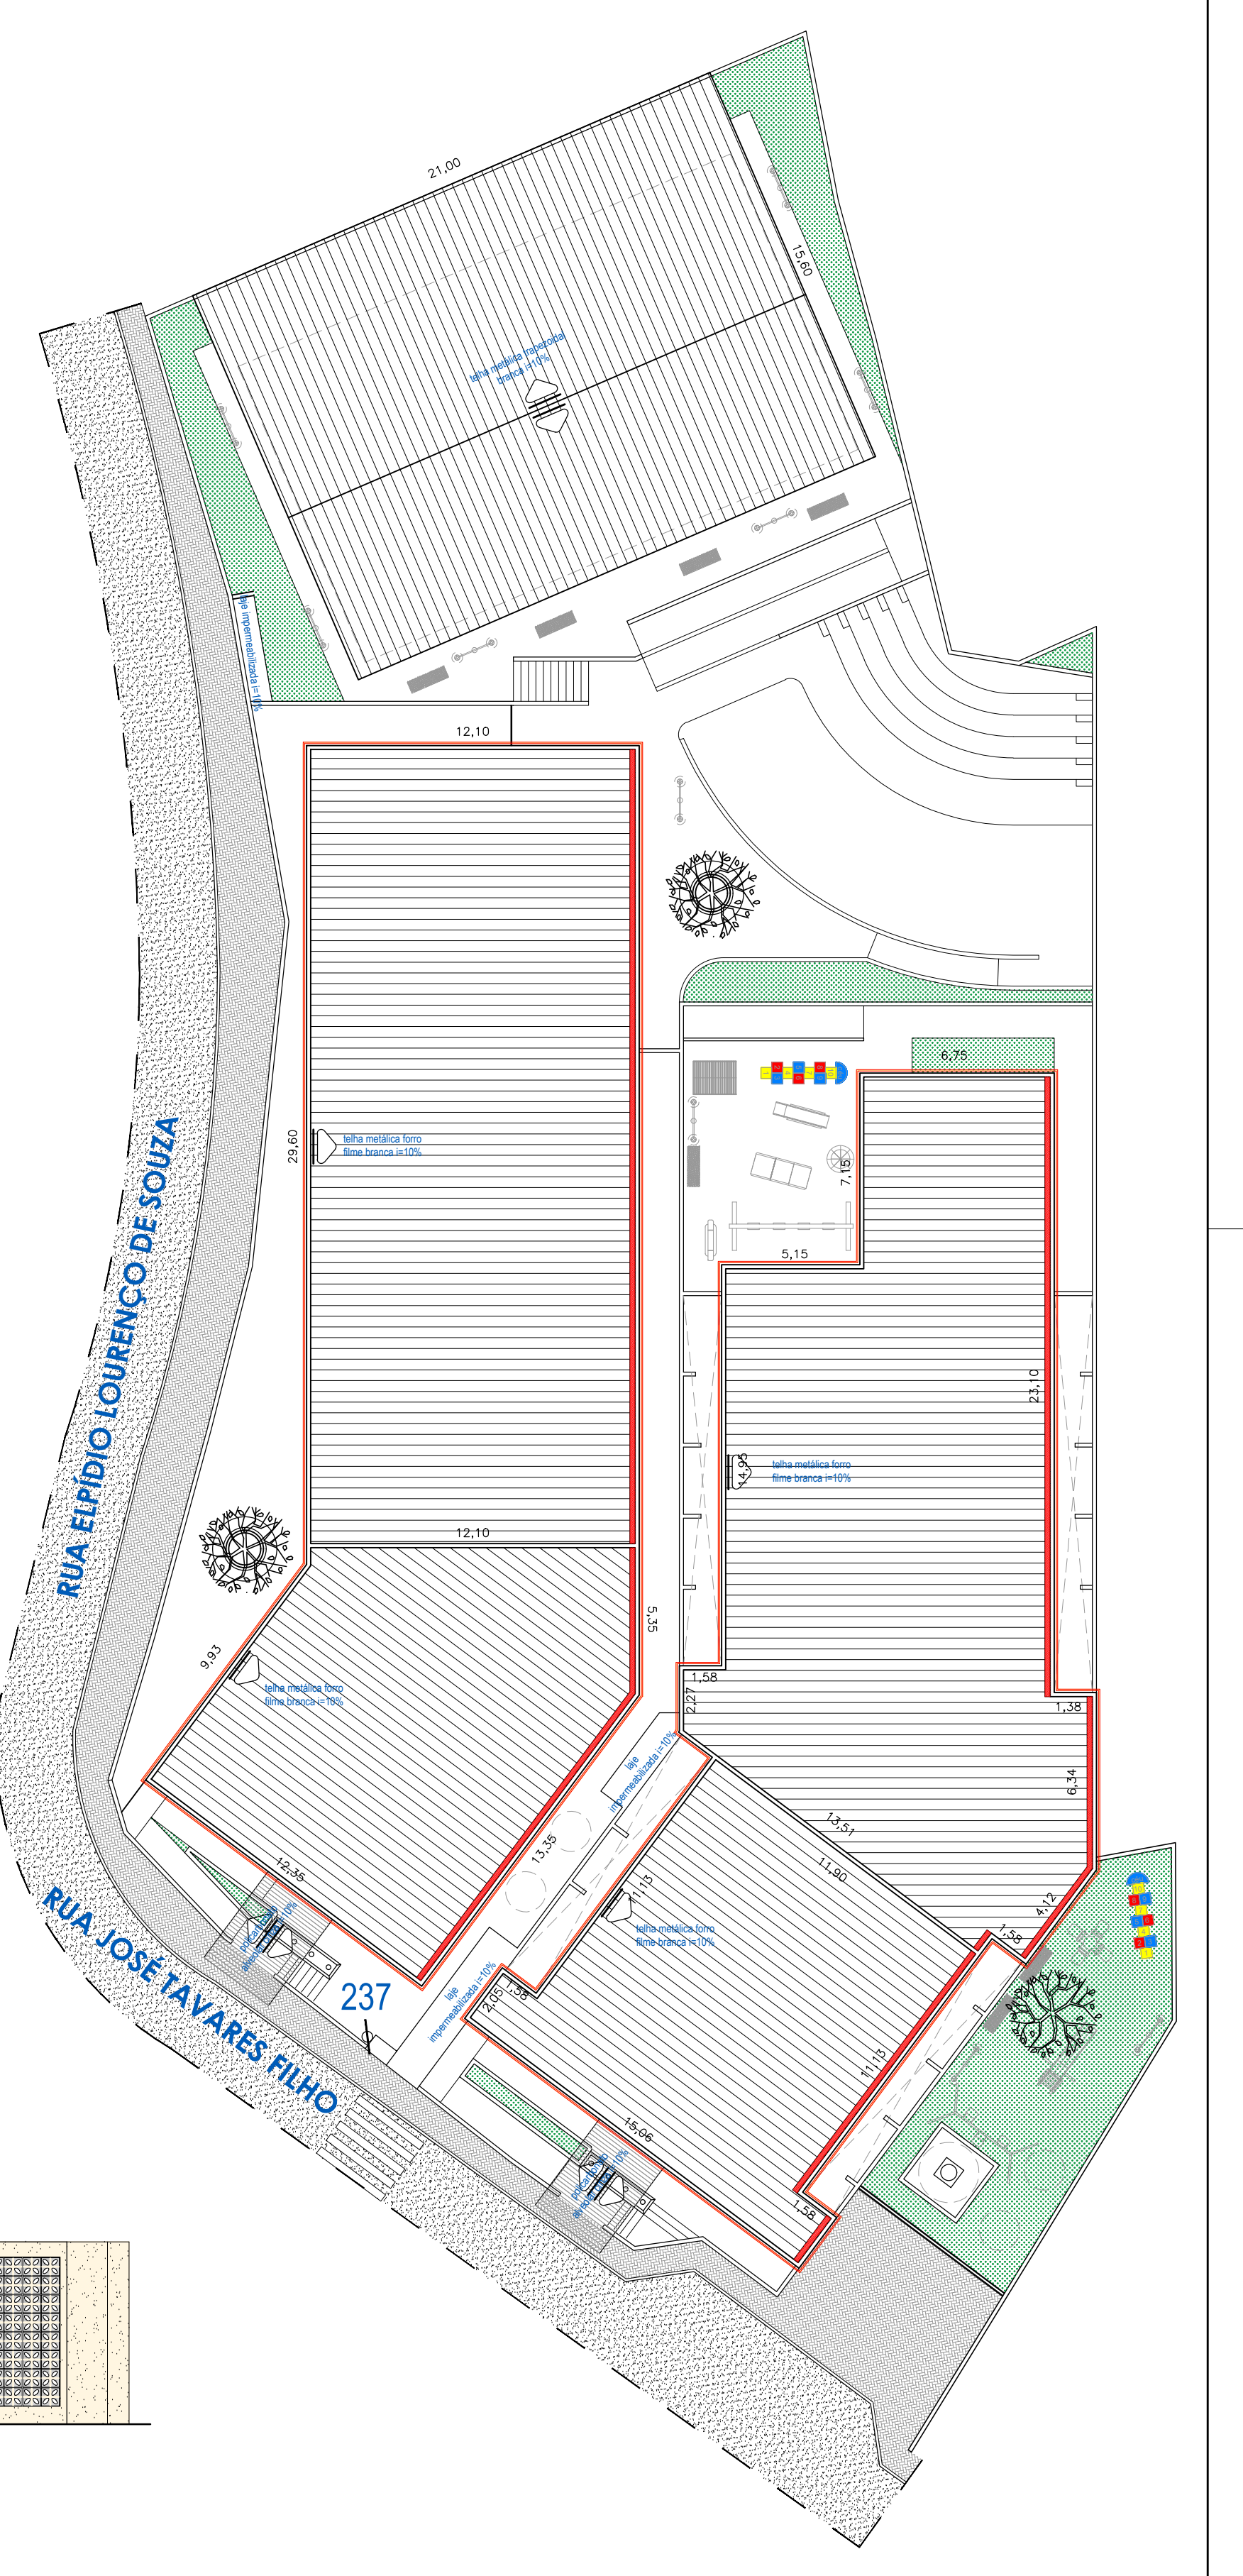 21,00
15,60
telha metálica trapezoidal
branca i=10%
laje impermeabilizada i=10%
12,10
6,75
29,60
telha metálica forro
filme branca i=10%
7,15
5,15
23,10
14,95
telha metálica forro
filme branca i=10%
RUA ELPÍDIO LOURENÇO DE SOUZA
12,10
5,35
9,93
telha metálica forro
filme branca i=10%
1,58
2,27
1,38
6,34
laje
impermeabilizada i=10%
13,51
11,90
13,35
12,35
11,13
telha metálica forro
filme branca i=10%
4,12
1,58
RUA JOSÉ TAVARES FILHO
237
laje
impermeabilizada i=10%
2,05
1,58
11,13
15,06
1,58